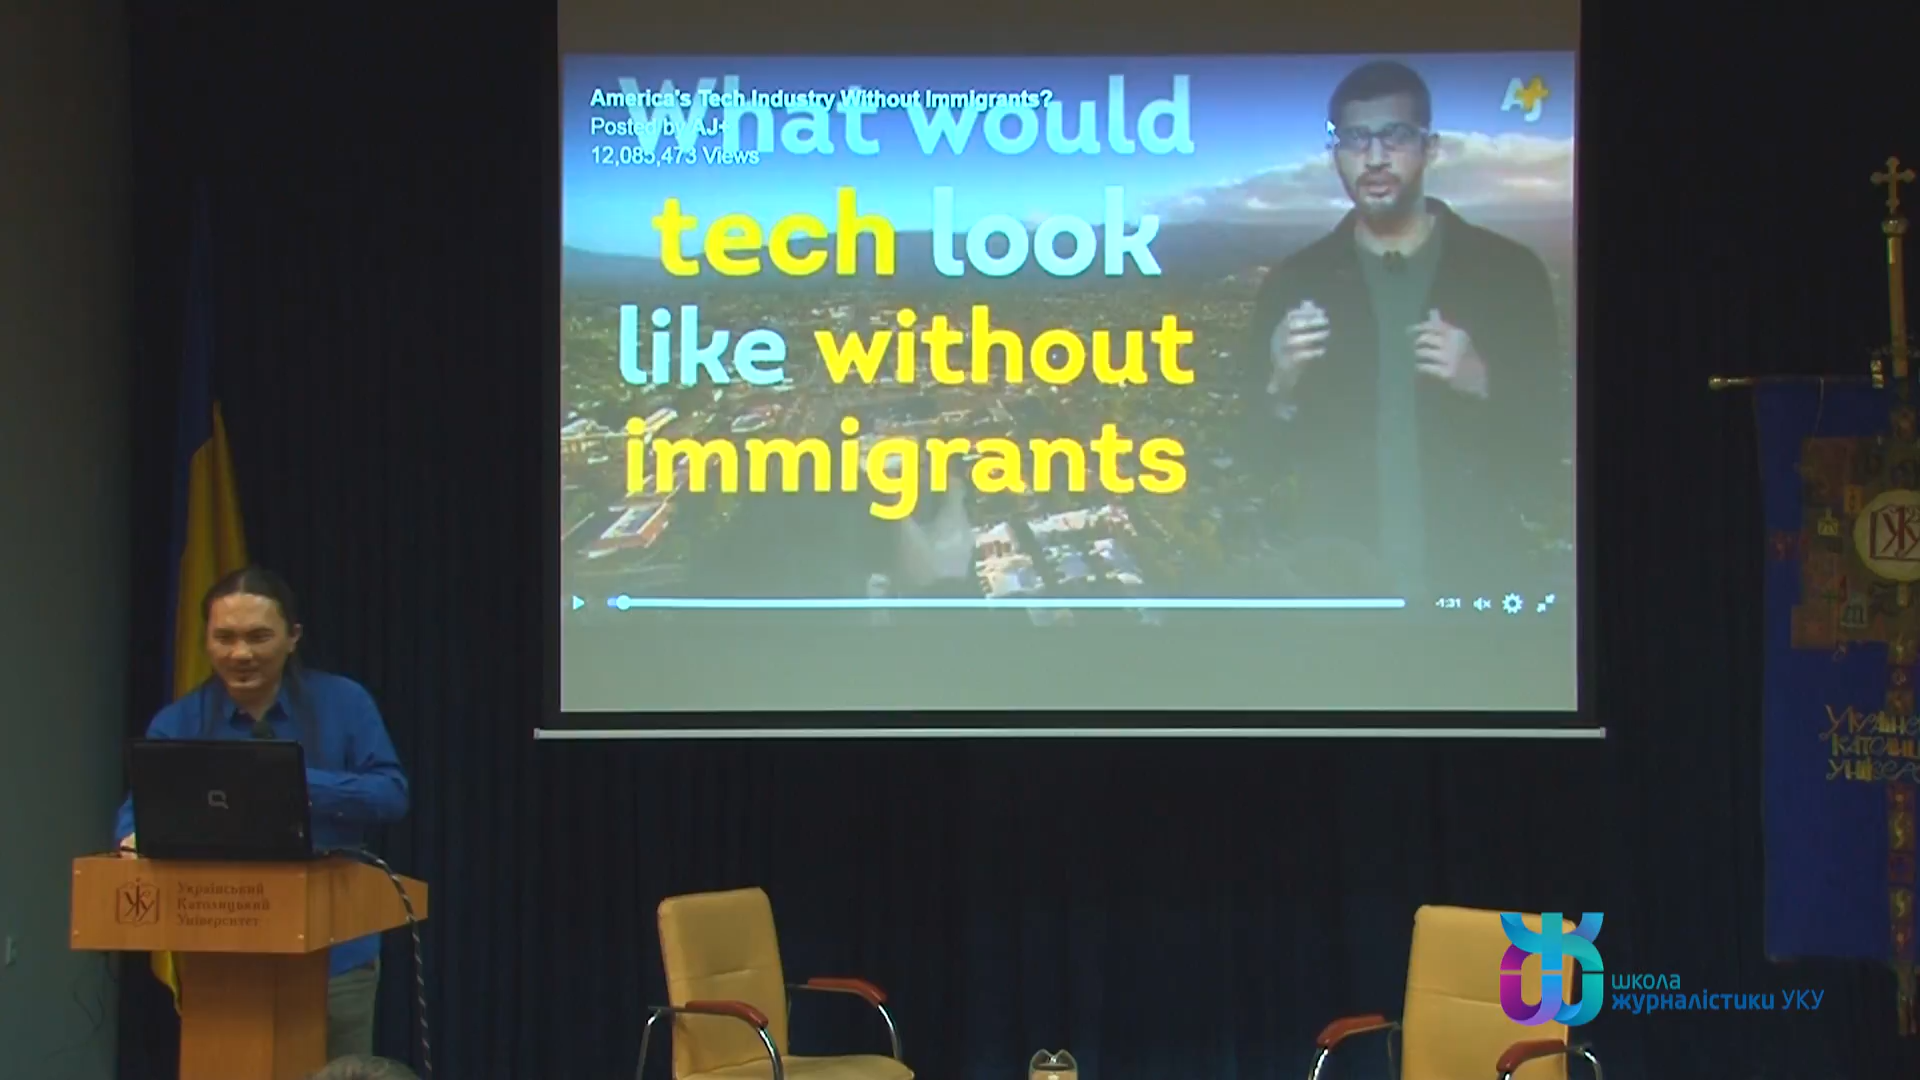 America's Tech Industry Without Immigrants?
Posted by AJ+
12,085,473 Views
What would
tech look
like without
immigrants
AJ+
-1:31
Український
Католицький
Університет
школа
журналістики УКУ